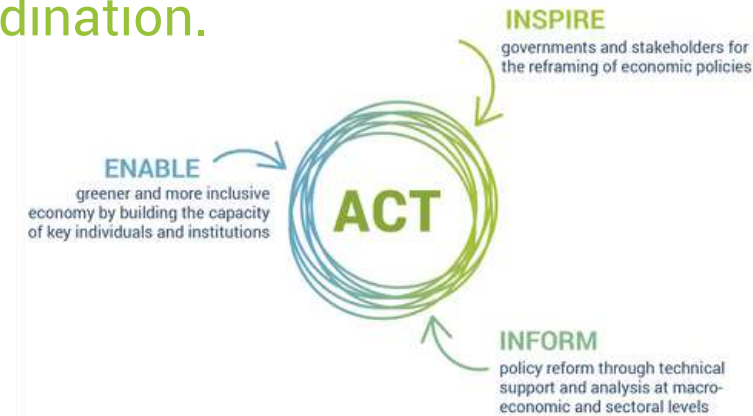 dination.
INSPIRE
governments and stakeholders for
the reframing of economic policies
ENABLE
greener and more inclusive
economy by building the capacity
of key individuals and institutions
ACT
INFORM
policy reform through technical
support and analysis at macro-
economic and sectoral levels